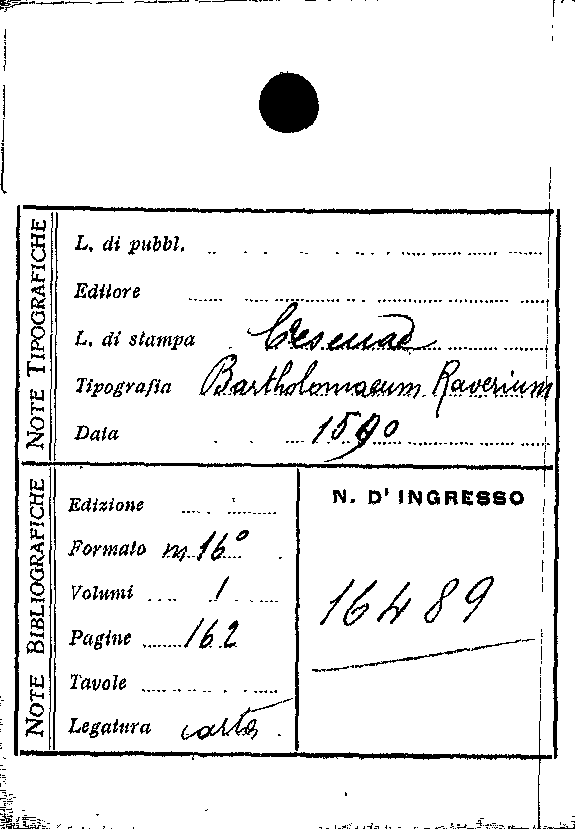 NOTE TIPOGRAFICHE
L. di pubbl.
Editore
L. di stampa Cesenae
Tipografia Bartholomaeum Raverium
Data 1590
NOTE BIBLIOGRAFICHE
Edizione
Formato in 16°
Volumi 1
Pagine 162
Tavole
Legatura carta
N. D' INGRESSO
16489